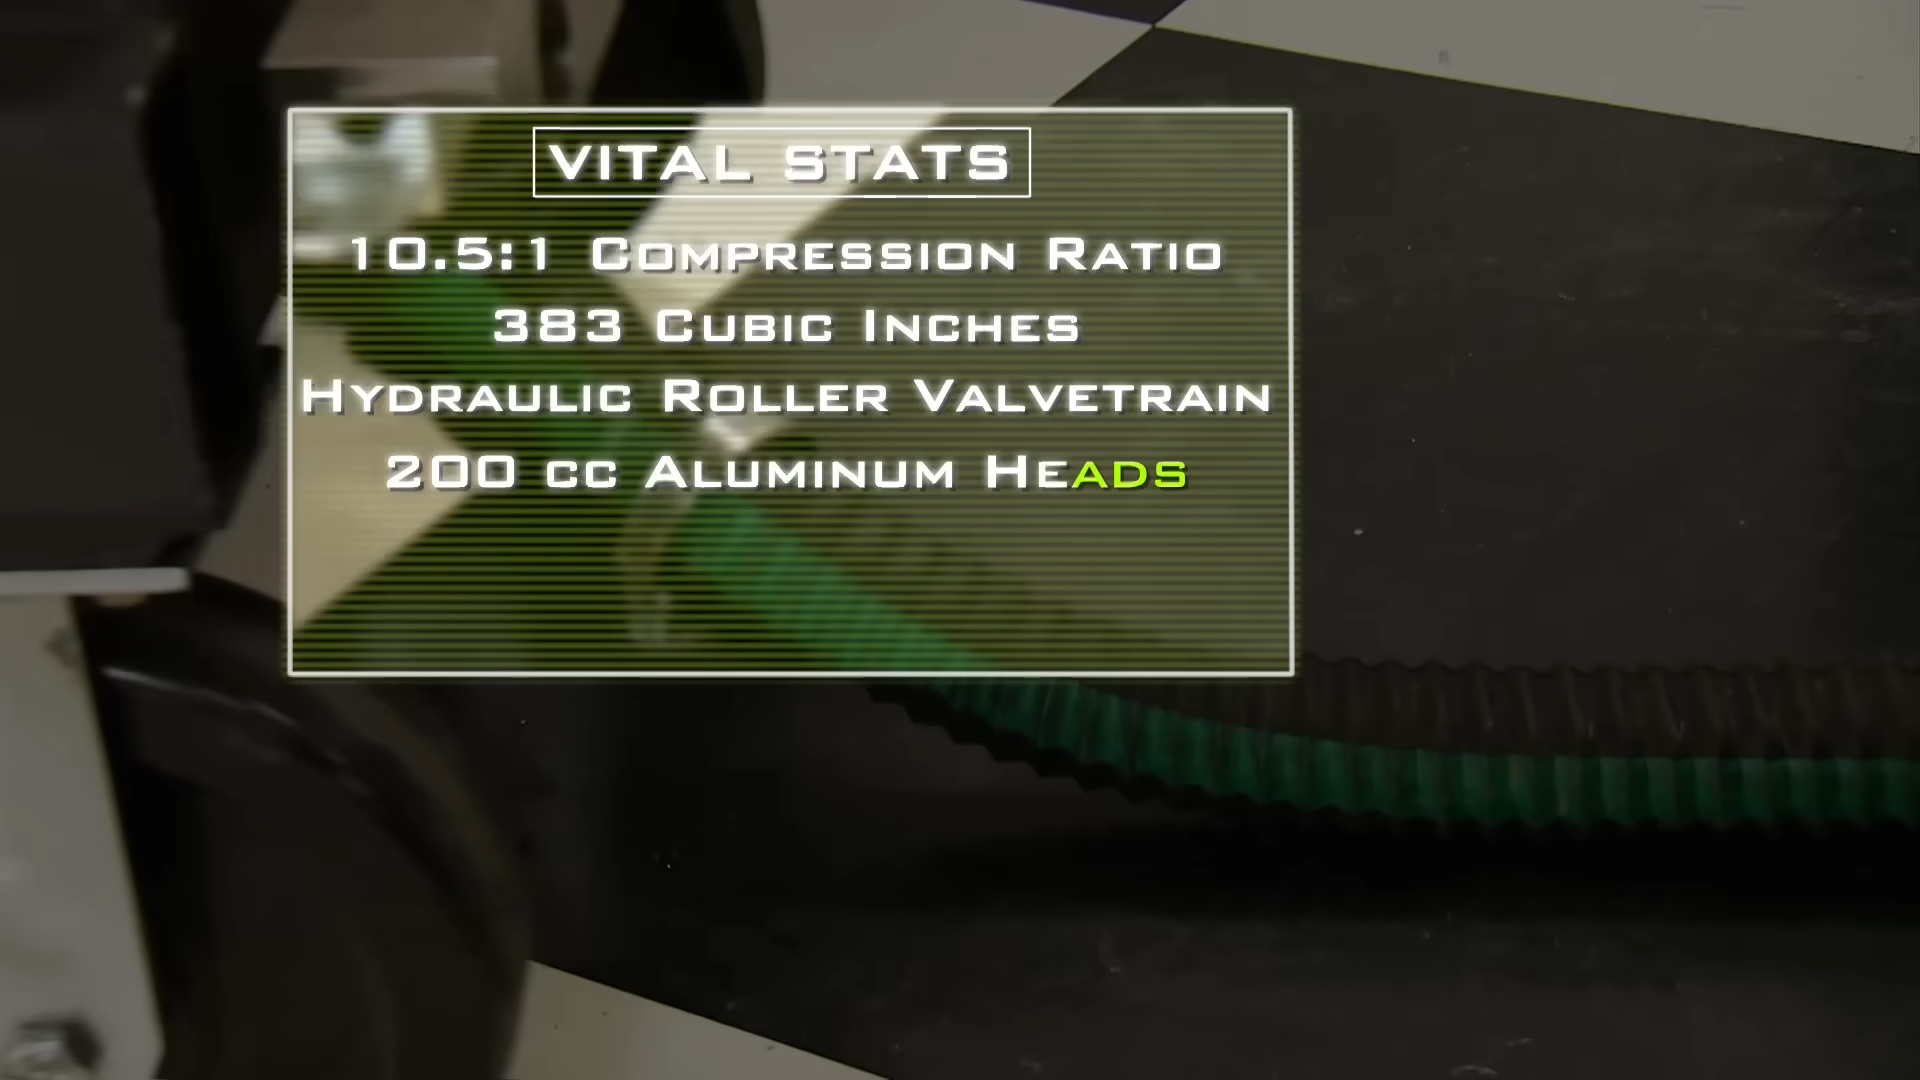 VITAL STATS
10.5:1 COMPRESSION RATIO
383 CUBIC INCHES
HYDRAULIC ROLLER VALVETRAIN
200 CC ALUMINUM HEADS